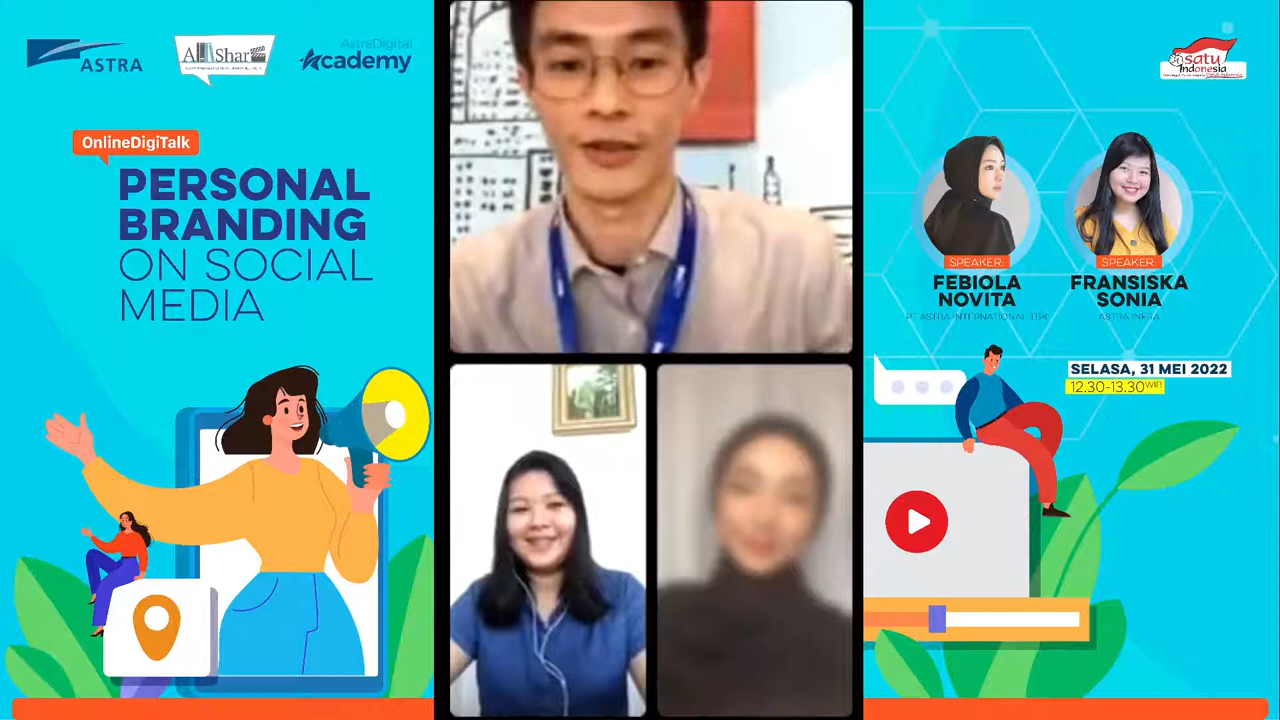 ASTRA
AstraDigital
Academy
OnlineDigiTalk
PERSONAL
BRANDING
ON SOCIAL
MEDIA
satu
Indonesia
SPEAKER:
FEBIOLA
NOVITA
PT ASTRA INTERNATIONAL TBK
SPEAKER:
FRANSISKA
SONIA
ASTRA INFRA
SELASA, 31 MEI 2022
12.30-13.30WIB